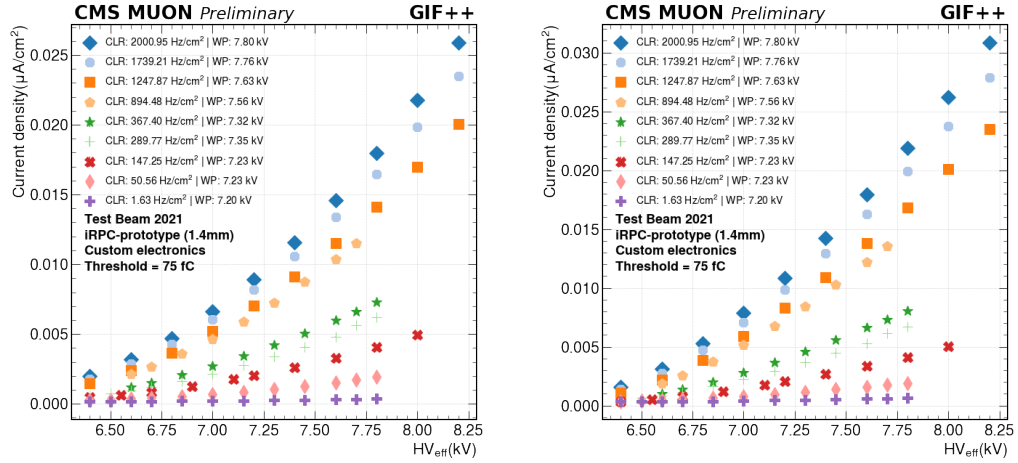 CMS MUON Preliminary GIF++
Current density(μA/cm²)
0.025
0.020
0.015
0.010
0.005
0.000
CLR: 2000.95 Hz/cm² | WP: 7.80 kV
CLR: 1739.21 Hz/cm² | WP: 7.76 kV
CLR: 1247.87 Hz/cm² | WP: 7.63 kV
CLR: 894.48 Hz/cm² | WP: 7.56 kV
CLR: 367.40 Hz/cm² | WP: 7.32 kV
CLR: 289.77 Hz/cm² | WP: 7.35 kV
CLR: 147.25 Hz/cm² | WP: 7.23 kV
CLR: 50.56 Hz/cm² | WP: 7.23 kV
CLR: 1.63 Hz/cm² | WP: 7.20 kV
Test Beam 2021
iRPC-prototype (1.4mm)
Custom electronics
Threshold = 75 fC
6.50 6.75 7.00 7.25 7.50 7.75 8.00 8.25
HVeff(kV)
CMS MUON Preliminary GIF++
Current density(μA/cm²)
0.030
0.025
0.020
0.015
0.010
0.005
0.000
CLR: 2000.95 Hz/cm² | WP: 7.80 kV
CLR: 1739.21 Hz/cm² | WP: 7.76 kV
CLR: 1247.87 Hz/cm² | WP: 7.63 kV
CLR: 894.48 Hz/cm² | WP: 7.56 kV
CLR: 367.40 Hz/cm² | WP: 7.32 kV
CLR: 289.77 Hz/cm² | WP: 7.35 kV
CLR: 147.25 Hz/cm² | WP: 7.23 kV
CLR: 50.56 Hz/cm² | WP: 7.23 kV
CLR: 1.63 Hz/cm² | WP: 7.20 kV
Test Beam 2021
iRPC-prototype (1.4mm)
Custom electronics
Threshold = 75 fC
6.50 6.75 7.00 7.25 7.50 7.75 8.00 8.25
HVeff(kV)